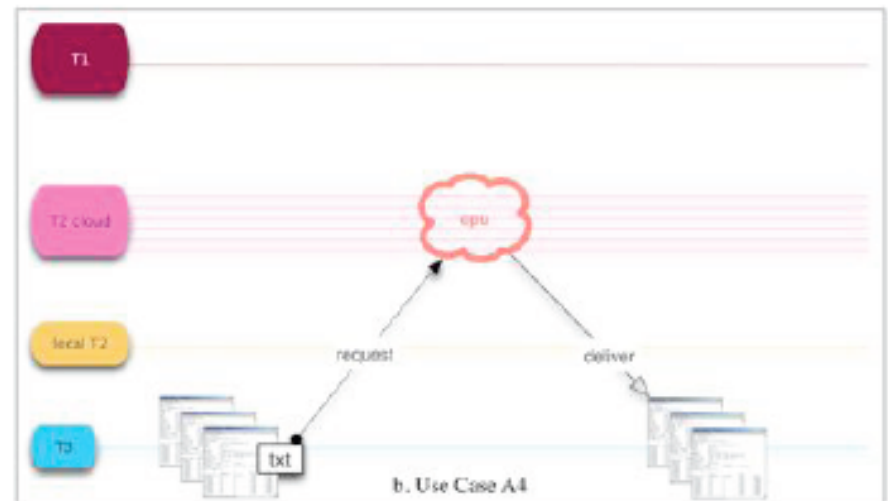 T1
T2 cloud
cpu
local T2
request
deliver
T3
txt
b. Use Case A4